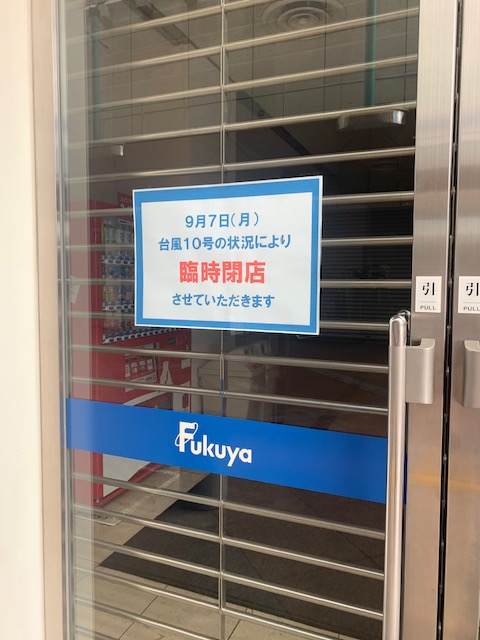 9月7日(月)
台風10号の状況により
臨時閉店
させていただきます
引
PULL
引
PULL
Fukuya